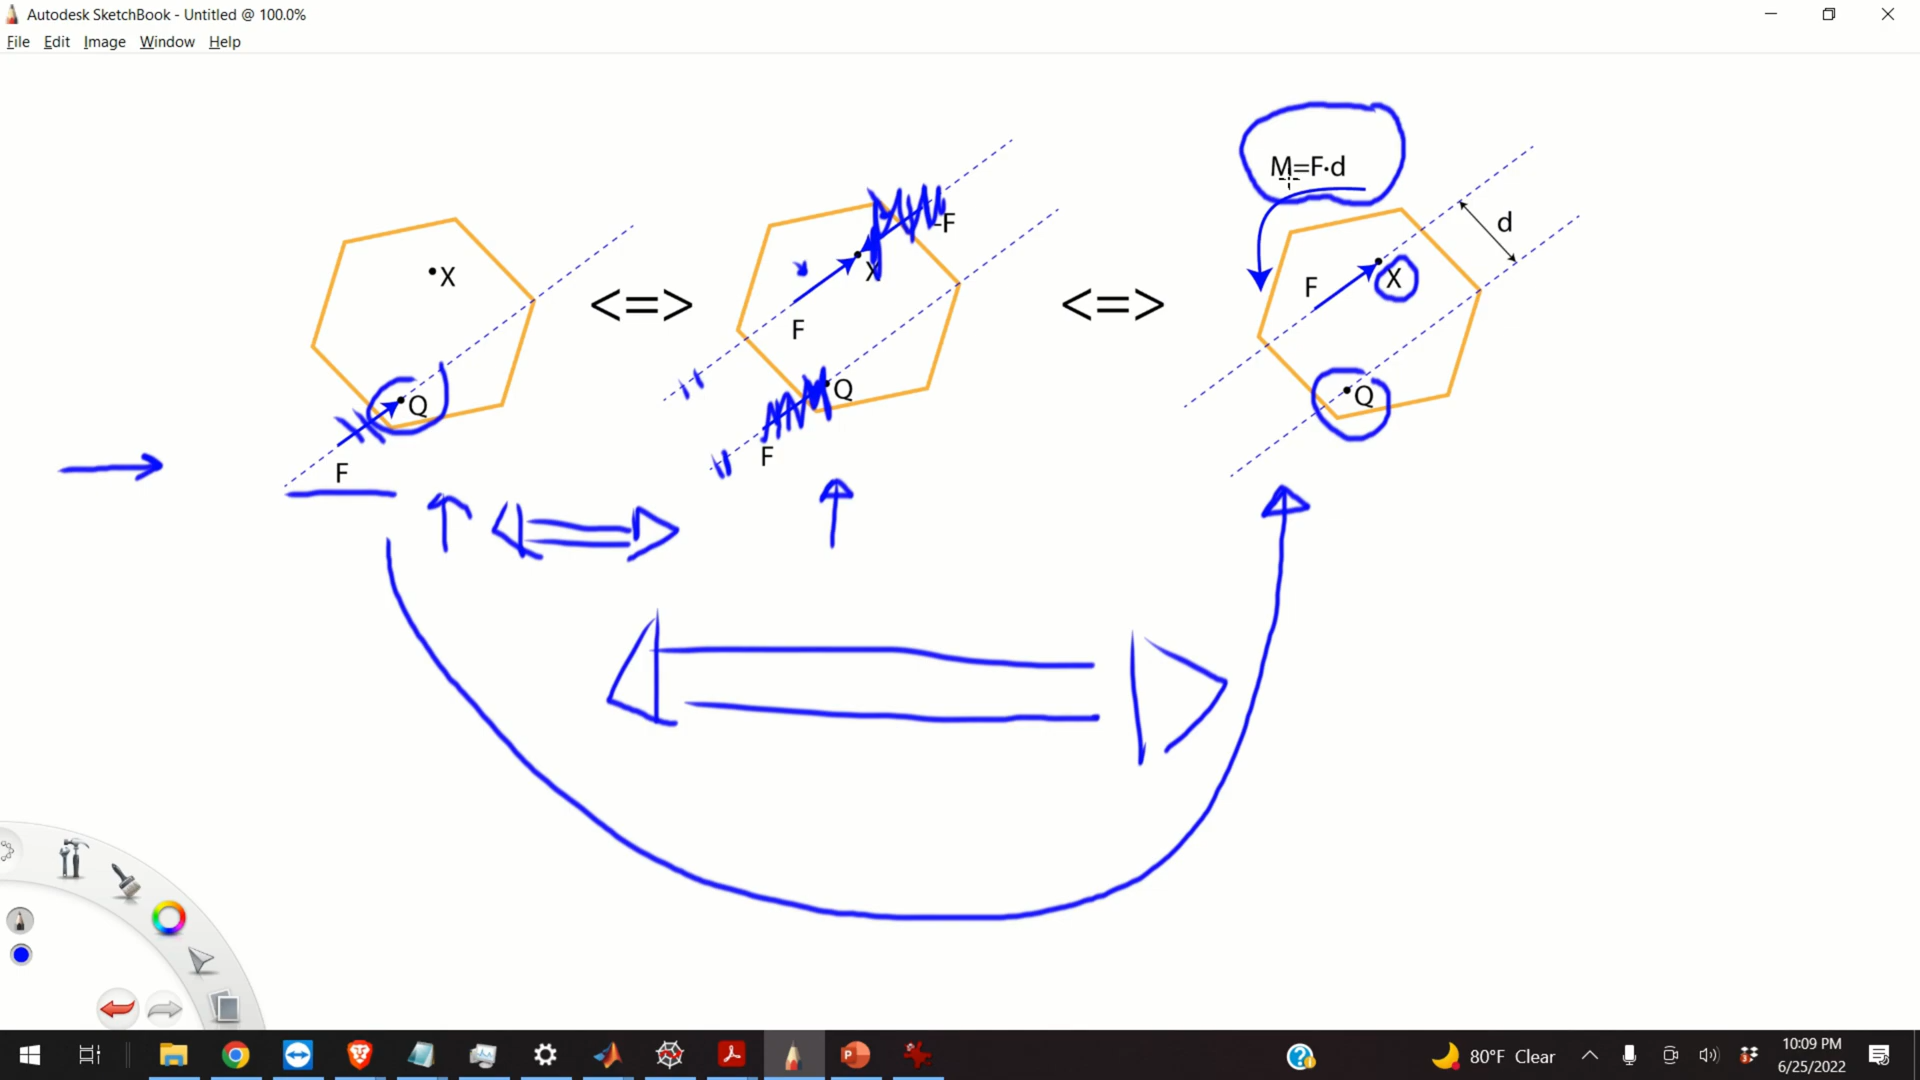 Autodesk SketchBook - Untitled @ 100.0%
File Edit Image Window Help
X
Q
F
<=>
-F
X
F
Q
F
<=>
M=F·d
d
F
X
Q
80°F Clear
10:09 PM
6/25/2022